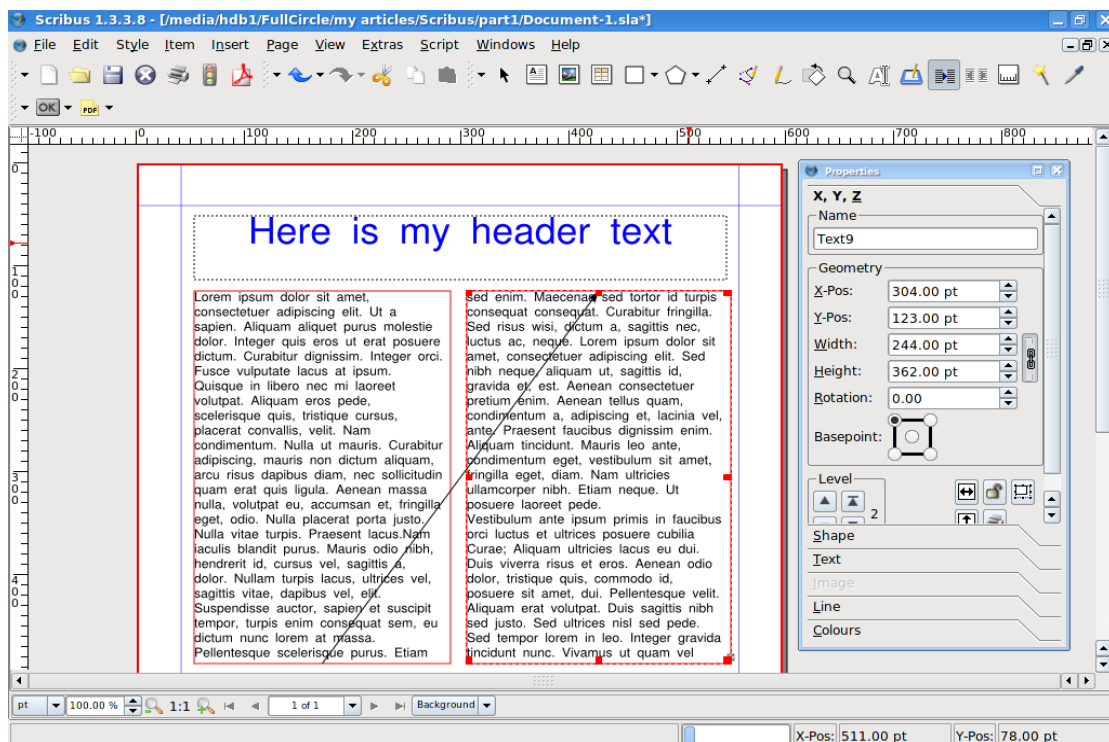 Scribus 1.3.3.8 - [/media/hdb1/FullCircle/my articles/Scribus/part1/Document-1.sla*]
File Edit Style Item Insert Page View Extras Script Windows Help
OK PDF
-100 0 100 200 300 400 500 600 700 800
0
100
200
300
400
Here is my header text
Lorem ipsum dolor sit amet,
consectetuer adipiscing elit. Ut a
sapien. Aliquam aliquet purus molestie
dolor. Integer quis eros ut erat posuere
dictum. Curabitur dignissim. Integer orci.
Fusce vulputate lacus at ipsum.
Quisque in libero nec mi laoreet
volutpat. Aliquam eros pede,
scelerisque quis, tristique cursus,
placerat convallis, velit. Nam
condimentum. Nulla ut mauris. Curabitur
adipiscing, mauris non dictum aliquam,
arcu risus dapibus diam, nec sollicitudin
quam erat quis ligula. Aenean massa
nulla, volutpat eu, accumsan et, fringilla
eget, odio. Nulla placerat porta justo.
Nulla vitae turpis. Praesent lacus.Nam
iaculis blandit purus. Mauris odio nibh,
hendrerit id, cursus vel, sagittis a,
dolor. Nullam turpis lacus, ultrices vel,
sagittis vitae, dapibus vel, elit.
Suspendisse auctor, sapien et suscipit
tempor, turpis enim consequat sem, eu
dictum nunc lorem at massa.
Pellentesque scelerisque purus. Etiam
sed enim. Maecenas sed tortor id turpis
consequat consequat. Curabitur fringilla.
Sed risus wisi, dictum a, sagittis nec,
luctus ac, neque. Lorem ipsum dolor sit
amet, consectetuer adipiscing elit. Sed
nibh neque, aliquam ut, sagittis id,
gravida et, est. Aenean consectetuer
pretium enim. Aenean tellus quam,
condimentum a, adipiscing et, lacinia vel,
ante. Praesent faucibus dignissim enim.
Aliquam tincidunt. Mauris leo ante,
condimentum eget, vestibulum sit amet,
fringilla eget, diam. Nam ultricies
ullamcorper nibh. Etiam neque. Ut
posuere laoreet pede.
Vestibulum ante ipsum primis in faucibus
orci luctus et ultrices posuere cubilia
Curae; Aliquam ultricies lacus eu dui.
Duis viverra risus et eros. Aenean odio
dolor, tristique quis, commodo id,
posuere sit amet, dui. Pellentesque velit.
Aliquam erat volutpat. Duis sagittis nibh
sed justo. Sed ultrices nisl sed pede.
Sed tempor lorem in leo. Integer gravida
tincidunt nunc. Vivamus ut quam vel
Properties
X, Y, Z
Name
Text9
Geometry
X-Pos: 304.00 pt
Y-Pos: 123.00 pt
Width: 244.00 pt
Height: 362.00 pt
Rotation: 0.00
Basepoint:
Level
2
Shape
Text
Image
Line
Colours
pt 100.00 % 1:1 1 of 1 Background
X-Pos: 511.00 pt Y-Pos: 78.00 pt